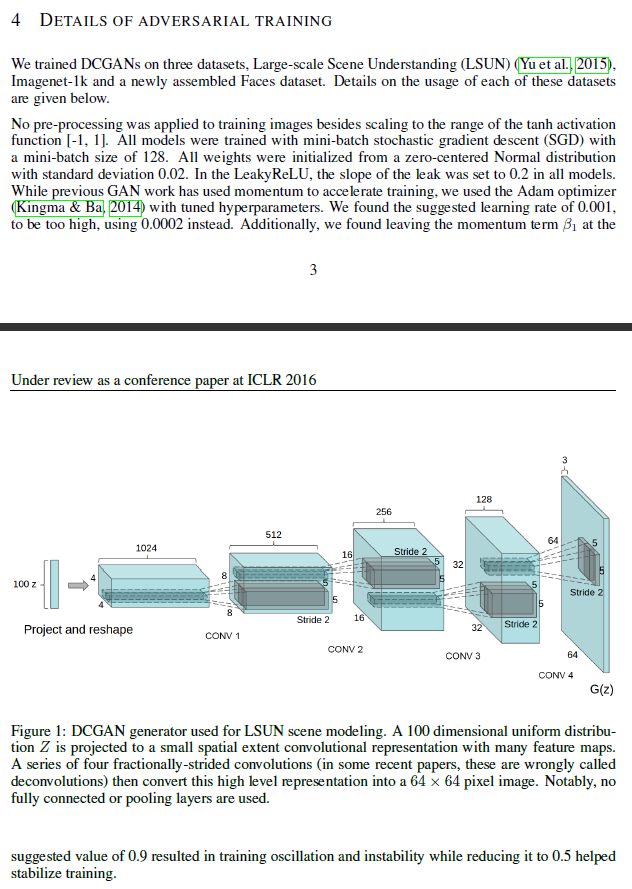 4 DETAILS OF ADVERSARIAL TRAINING
We trained DCGANs on three datasets, Large-scale Scene Understanding (LSUN) (Yu et al., 2015),
Imagenet-1k and a newly assembled Faces dataset. Details on the usage of each of these datasets
are given below.
No pre-processing was applied to training images besides scaling to the range of the tanh activation
function [-1, 1]. All models were trained with mini-batch stochastic gradient descent (SGD) with
a mini-batch size of 128. All weights were initialized from a zero-centered Normal distribution
with standard deviation 0.02. In the LeakyReLU, the slope of the leak was set to 0.2 in all models.
While previous GAN work has used momentum to accelerate training, we used the Adam optimizer
(Kingma & Ba, 2014) with tuned hyperparameters. We found the suggested learning rate of 0.001,
to be too high, using 0.0002 instead. Additionally, we found leaving the momentum term β1 at the
3
Under review as a conference paper at ICLR 2016
3
128
256
512
1024
64
5
16
Stride 2
5
32
5
Stride 2
100 z
4
8
5
5
5
4
5
5
8
Stride 2
16
32
Stride 2
Project and reshape
CONV 1
CONV 2
CONV 3
64
CONV 4
G(z)
Figure 1: DCGAN generator used for LSUN scene modeling. A 100 dimensional uniform distribu-
tion Z is projected to a small spatial extent convolutional representation with many feature maps.
A series of four fractionally-strided convolutions (in some recent papers, these are wrongly called
deconvolutions) then convert this high level representation into a 64 × 64 pixel image. Notably, no
fully connected or pooling layers are used.
suggested value of 0.9 resulted in training oscillation and instability while reducing it to 0.5 helped
stabilize training.